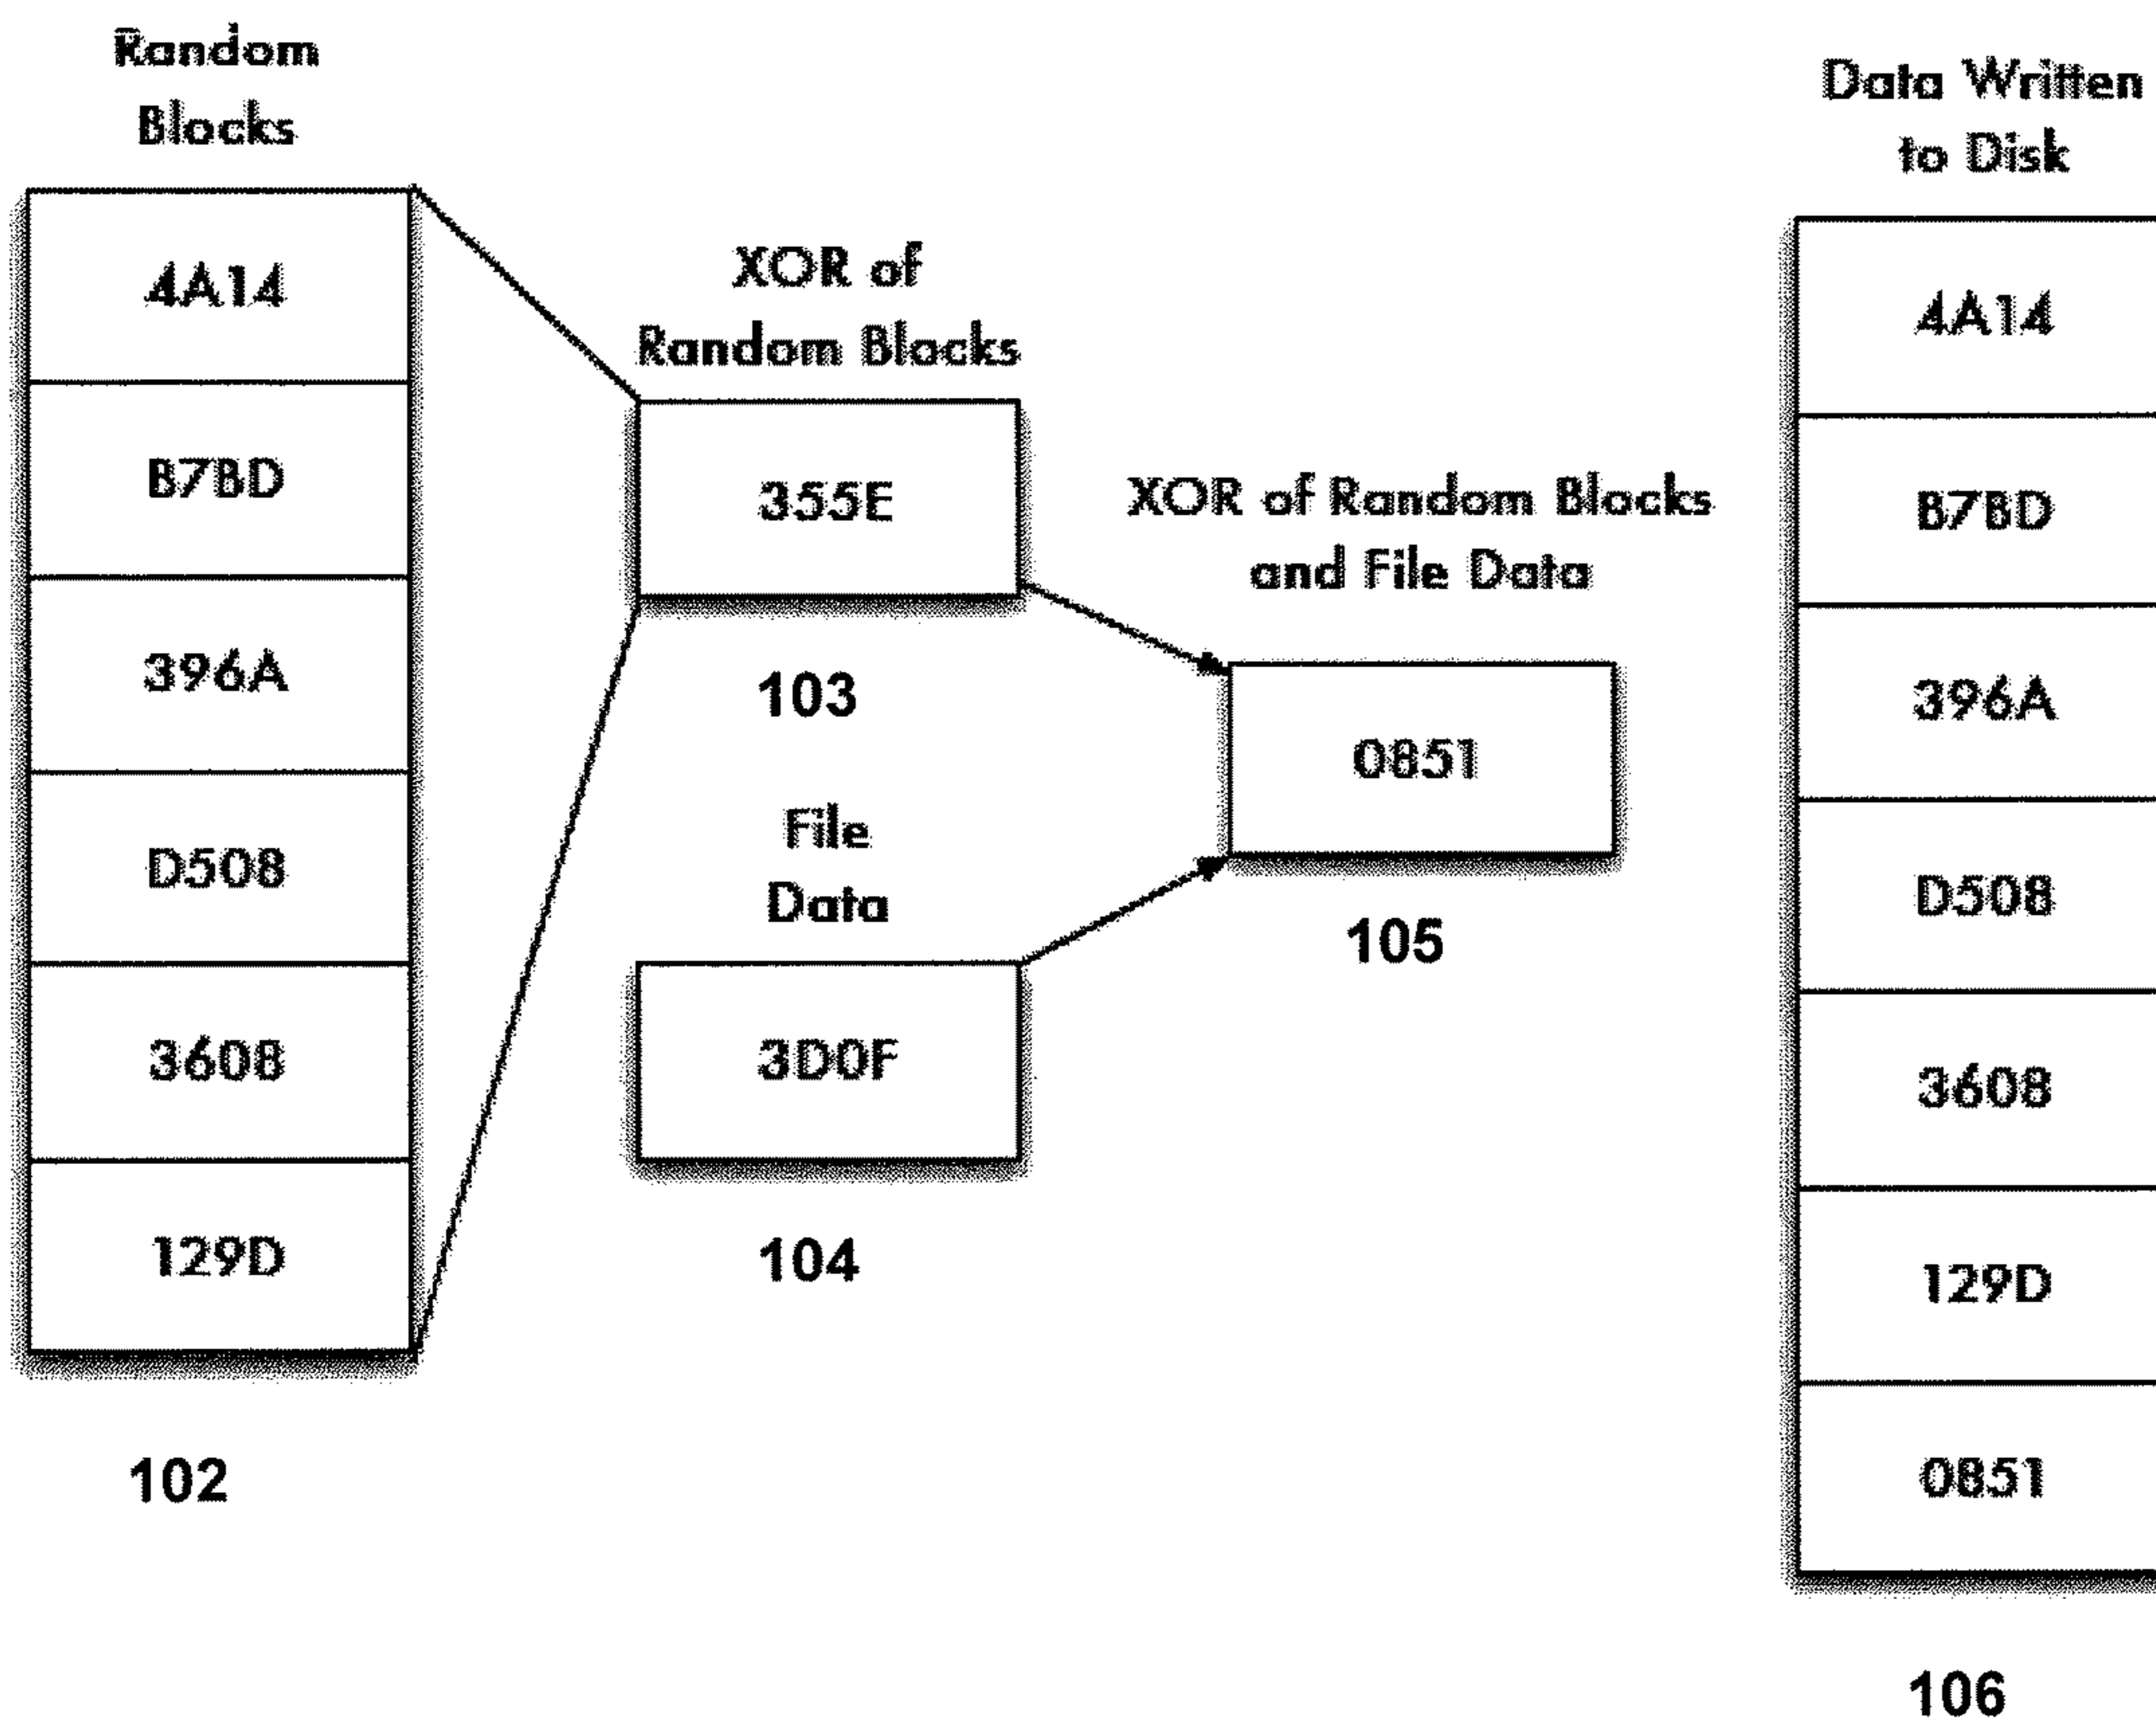 Random
Blocks
4A14
B7BD
396A
D508
3608
129D
102
XOR of
Random Blocks
355E
103
File
Data
3D0F
104
XOR of Random Blocks
and File Data
0851
105
Data Written
to Disk
4A14
B7BD
396A
D508
3608
129D
0851
106